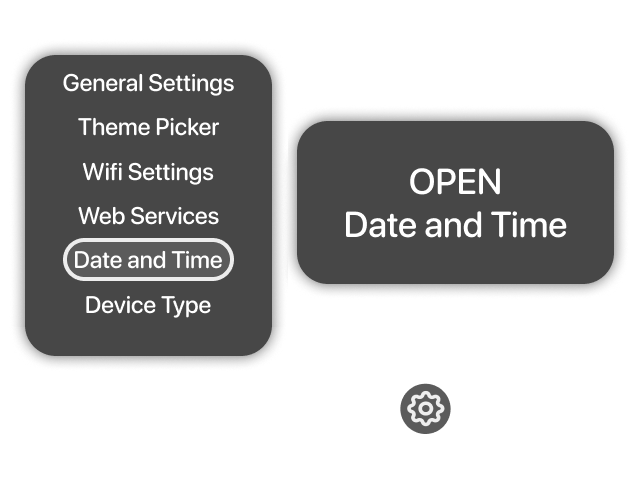 General Settings
Theme Picker
Wifi Settings
Web Services
Date and Time
Device Type
OPEN
Date and Time